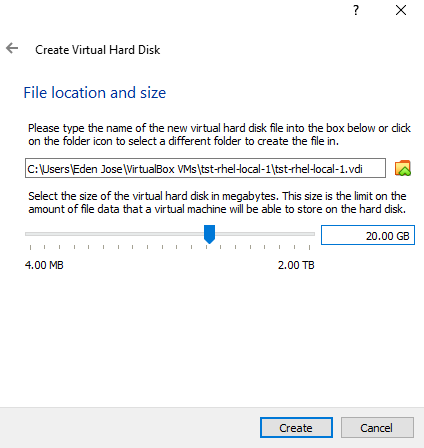 ?
Create Virtual Hard Disk
File location and size
Please type the name of the new virtual hard disk file into the box below or click
on the folder icon to select a different folder to create the file in.
C:\Users\Eden Jose\VirtualBox VMs\tst-rhel-local-1\tst-rhel-local-1.vdi
Select the size of the virtual hard disk in megabytes. This size is the limit on the
amount of file data that a virtual machine will be able to store on the hard disk.
20.00 GB
4.00 MB 2.00 TB
Create Cancel